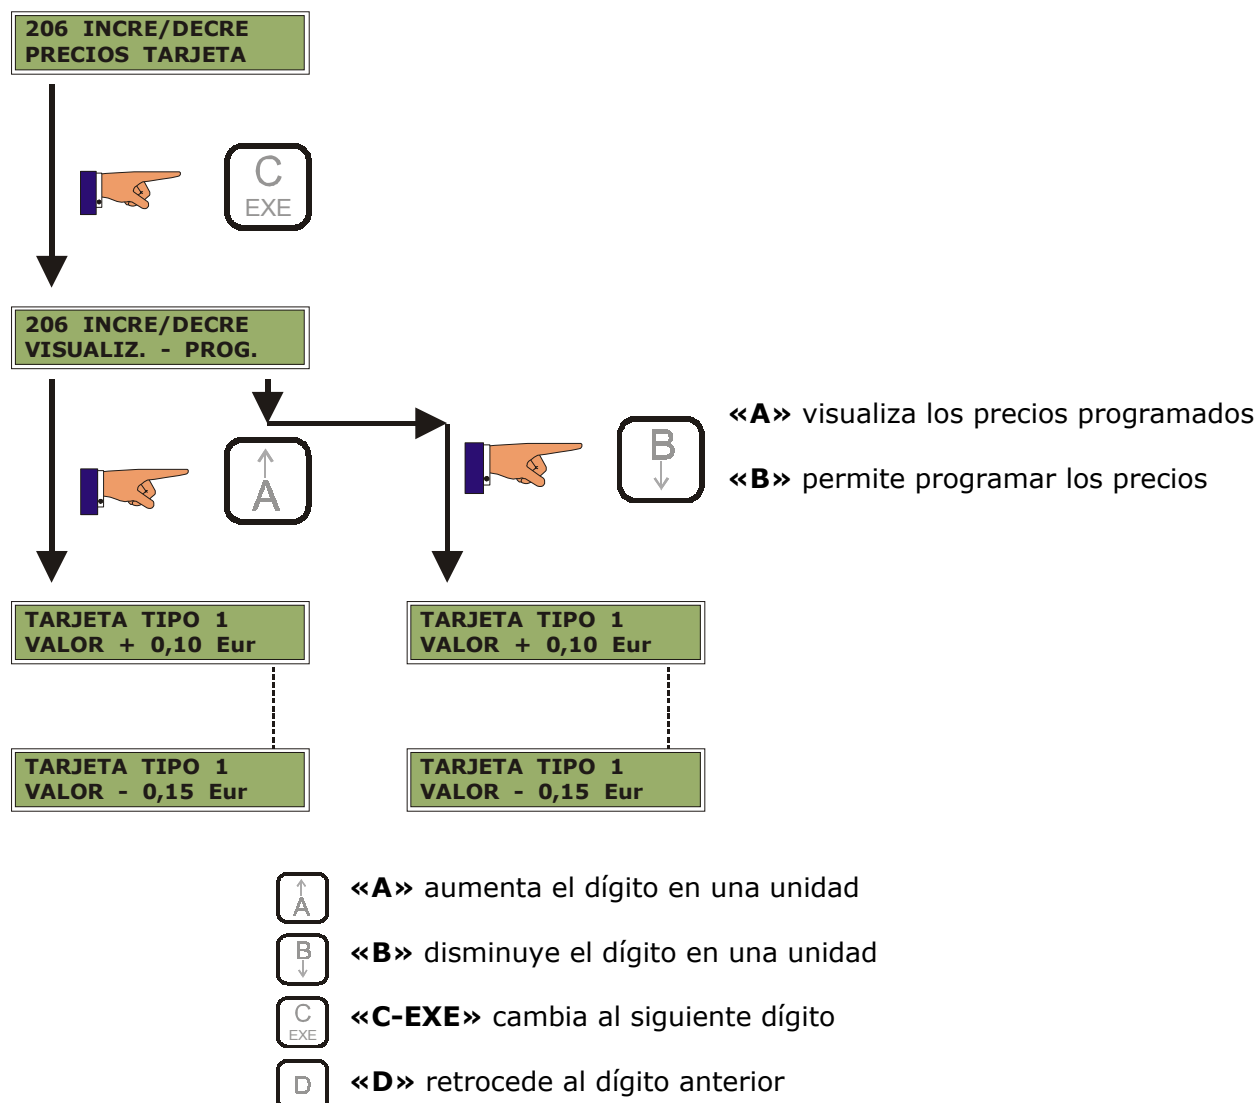 206 INCRE/DECRE
PRECIOS TARJETA
C
EXE
206 INCRE/DECRE
VISUALIZ. - PROG.
A
B
«A» visualiza los precios programados
«B» permite programar los precios
TARJETA TIPO 1
VALOR + 0,10 Eur
TARJETA TIPO 1
VALOR + 0,10 Eur
TARJETA TIPO 1
VALOR - 0,15 Eur
TARJETA TIPO 1
VALOR - 0,15 Eur
A «A» aumenta el dígito en una unidad
B «B» disminuye el dígito en una unidad
C
EXE
«C-EXE» cambia al siguiente dígito
D «D» retrocede al dígito anterior